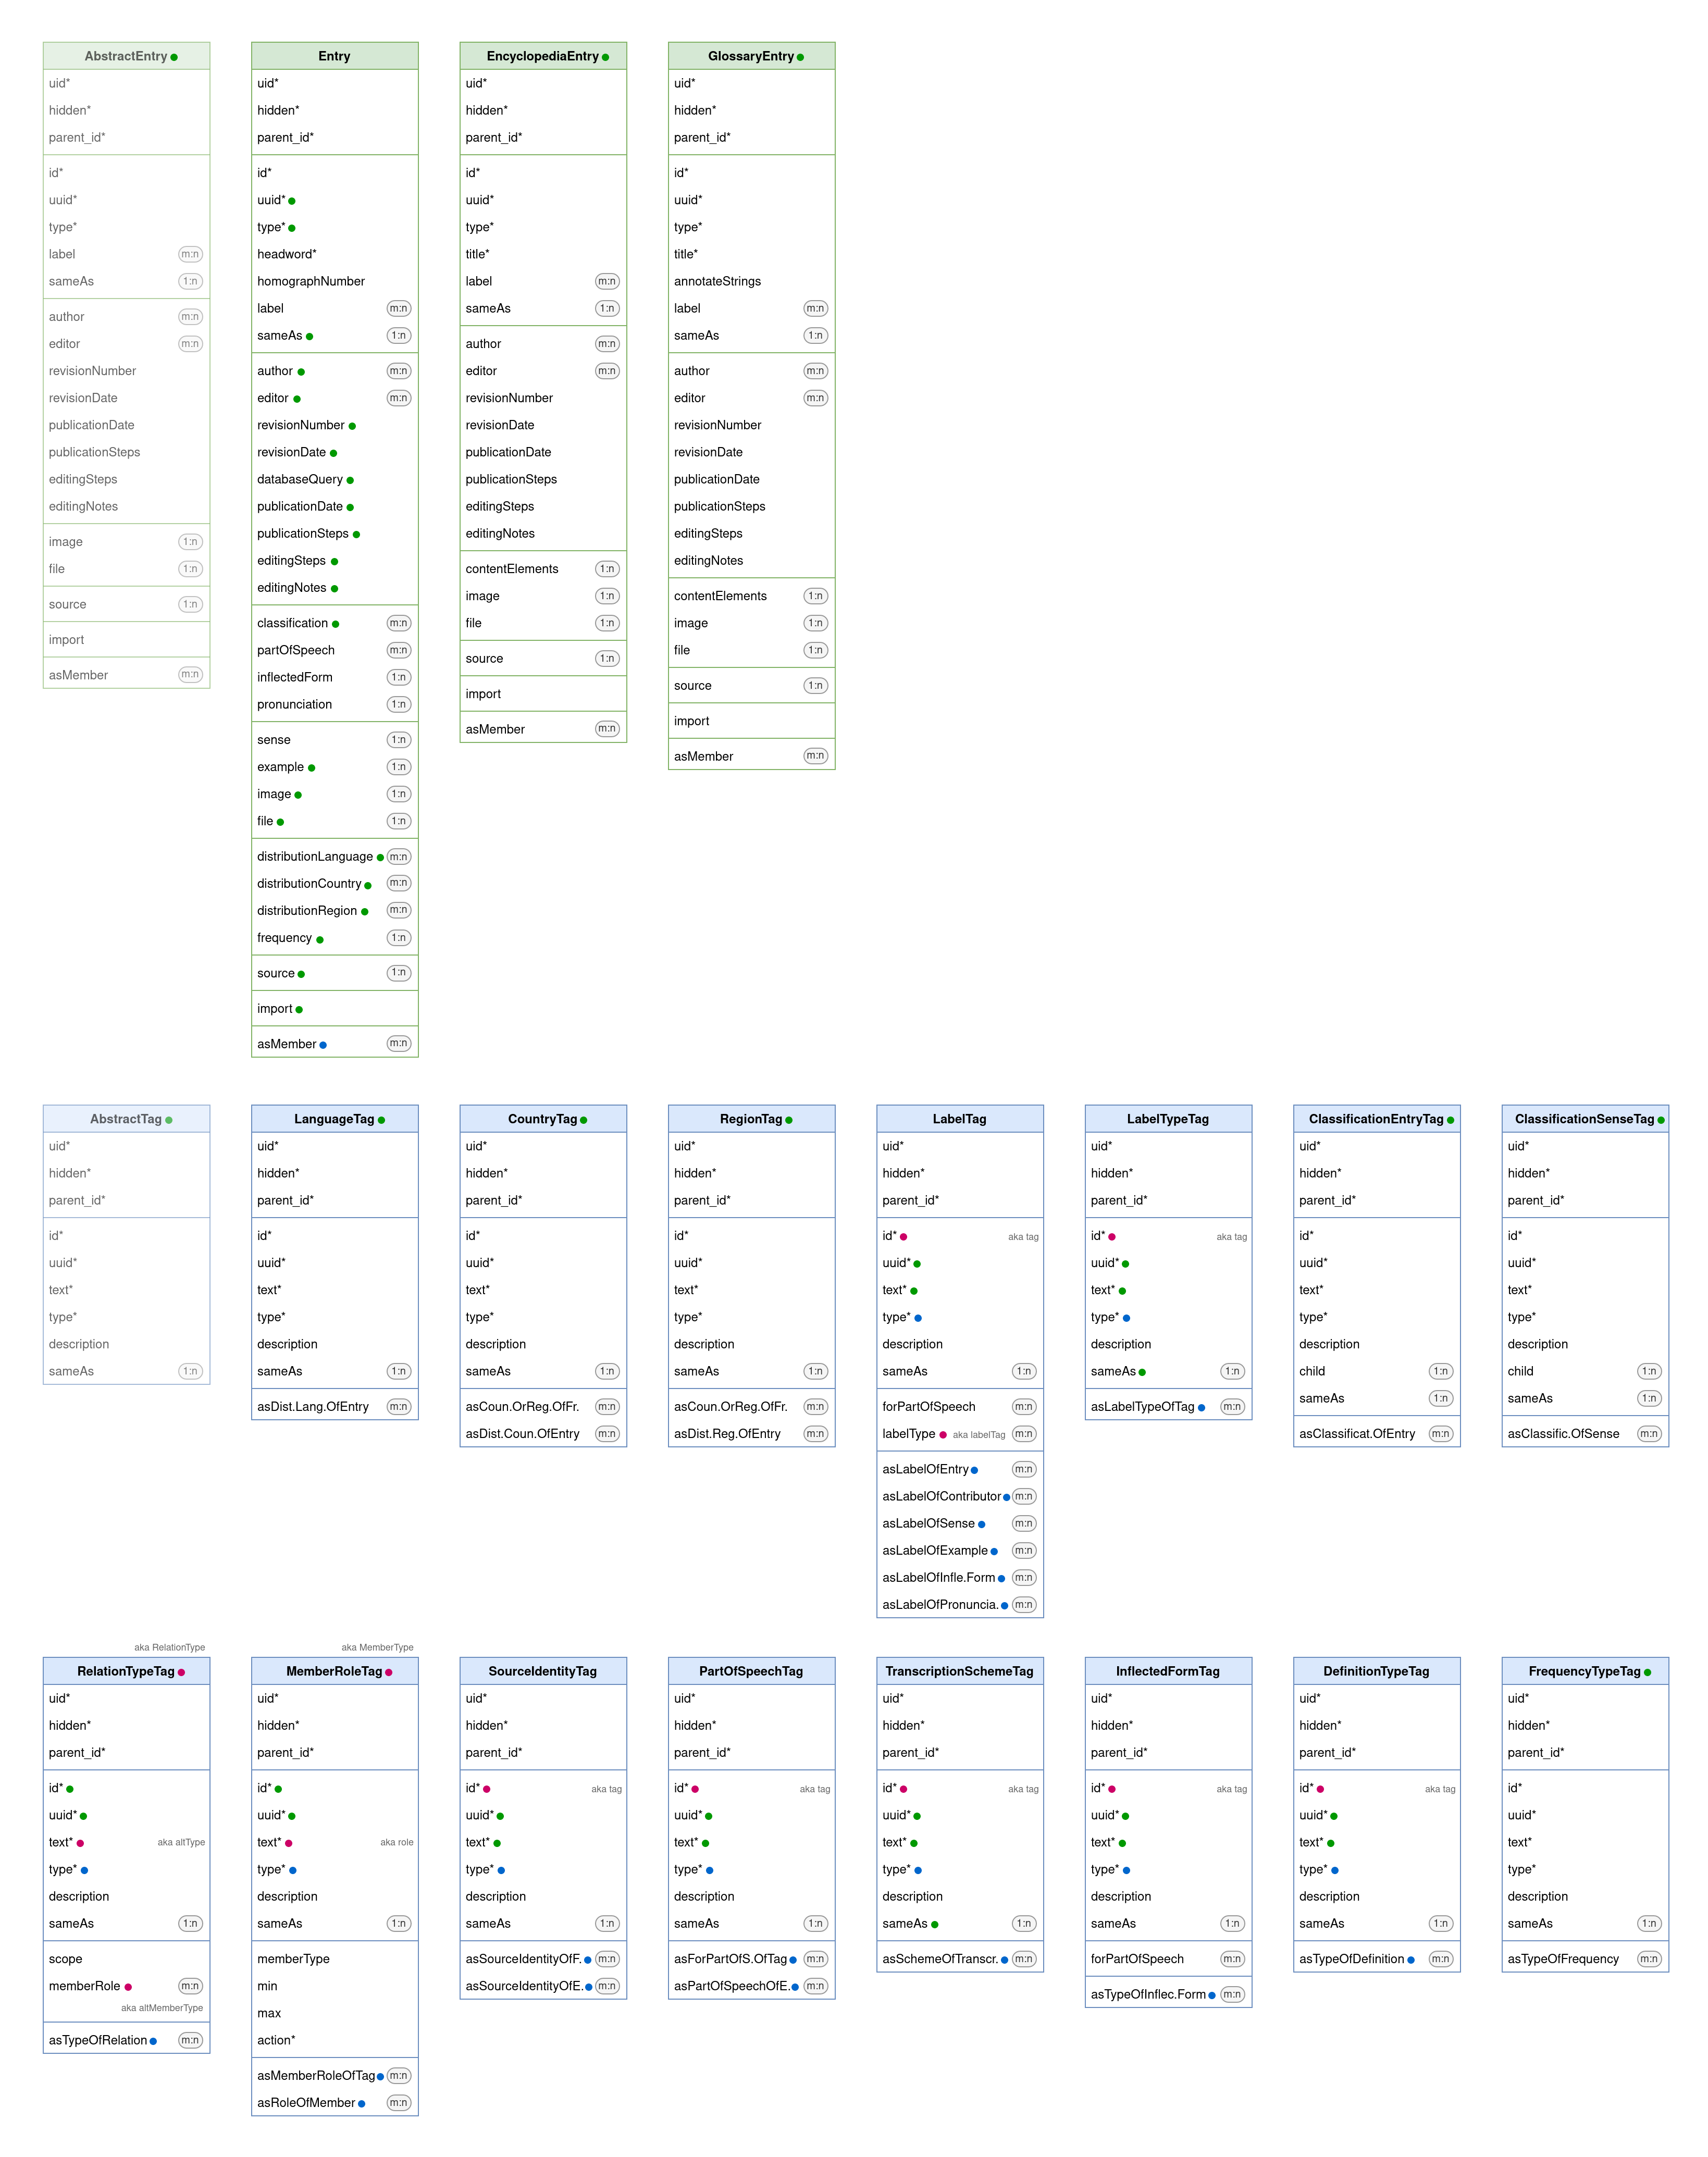 AbstractEntry
uid*
hidden*
parent_id*
id*
uuid*
type*
label m:n
sameAs 1:n
author m:n
editor m:n
revisionNumber
revisionDate
publicationDate
publicationSteps
editingSteps
editingNotes
image 1:n
file 1:n
source 1:n
import
asMember m:n
Entry
uid*
hidden*
parent_id*
id*
uuid*
type*
headword*
homographNumber
label m:n
sameAs 1:n
author m:n
editor m:n
revisionNumber
revisionDate
databaseQuery
publicationDate
publicationSteps
editingSteps
editingNotes
classification m:n
partOfSpeech m:n
inflectedForm 1:n
pronunciation 1:n
sense 1:n
example 1:n
image 1:n
file 1:n
distributionLanguage m:n
distributionCountry m:n
distributionRegion m:n
frequency 1:n
source 1:n
import
asMember m:n
EncyclopediaEntry
uid*
hidden*
parent_id*
id*
uuid*
type*
title*
label m:n
sameAs 1:n
author m:n
editor m:n
revisionNumber
revisionDate
publicationDate
publicationSteps
editingSteps
editingNotes
contentElements 1:n
image 1:n
file 1:n
source 1:n
import
asMember m:n
GlossaryEntry
uid*
hidden*
parent_id*
id*
uuid*
type*
title*
annotateStrings
label m:n
sameAs 1:n
author m:n
editor m:n
revisionNumber
revisionDate
publicationDate
publicationSteps
editingSteps
editingNotes
contentElements 1:n
image 1:n
file 1:n
source 1:n
import
asMember m:n
AbstractTag
uid*
hidden*
parent_id*
id*
uuid*
text*
type*
description
sameAs 1:n
LanguageTag
uid*
hidden*
parent_id*
id*
uuid*
text*
type*
description
sameAs 1:n
asDist.Lang.OfEntry m:n
CountryTag
uid*
hidden*
parent_id*
id*
uuid*
text*
type*
description
sameAs 1:n
asCoun.OrReg.OfFr. m:n
asDist.Coun.OfEntry m:n
RegionTag
uid*
hidden*
parent_id*
id*
uuid*
text*
type*
description
sameAs 1:n
asCoun.OrReg.OfFr. m:n
asDist.Reg.OfEntry m:n
LabelTag
uid*
hidden*
parent_id*
id* aka tag
uuid*
text*
type*
description
sameAs 1:n
forPartOfSpeech m:n
labelType aka labelTag m:n
asLabelOfEntry m:n
asLabelOfContributor m:n
asLabelOfSense m:n
asLabelOfExample m:n
asLabelOfInfle.Form m:n
asLabelOfPronuncia. m:n
LabelTypeTag
uid*
hidden*
parent_id*
id* aka tag
uuid*
text*
type*
description
sameAs 1:n
asLabelTypeOfTag m:n
ClassificationEntryTag
uid*
hidden*
parent_id*
id*
uuid*
text*
type*
description
child 1:n
sameAs 1:n
asClassificat.OfEntry m:n
ClassificationSenseTag
uid*
hidden*
parent_id*
id*
uuid*
text*
type*
description
child 1:n
sameAs 1:n
asClassific.OfSense m:n
aka RelationType
RelationTypeTag
uid*
hidden*
parent_id*
id*
uuid*
text* aka altType
type*
description
sameAs 1:n
scope
memberRole m:n
aka altMemberType
asTypeOfRelation m:n
aka MemberType
MemberRoleTag
uid*
hidden*
parent_id*
id*
uuid*
text* aka role
type*
description
sameAs 1:n
memberType
min
max
action*
asMemberRoleOfTag m:n
asRoleOfMember m:n
SourceIdentityTag
uid*
hidden*
parent_id*
id* aka tag
uuid*
text*
type*
description
sameAs 1:n
asSourceIdentityOfF. m:n
asSourceIdentityOfE. m:n
PartOfSpeechTag
uid*
hidden*
parent_id*
id* aka tag
uuid*
text*
type*
description
sameAs 1:n
asForPartOfS.OfTag m:n
asPartOfSpeechOfE. m:n
TranscriptionSchemeTag
uid*
hidden*
parent_id*
id* aka tag
uuid*
text*
type*
description
sameAs 1:n
asSchemeOfTranscr. m:n
InflectedFormTag
uid*
hidden*
parent_id*
id* aka tag
uuid*
text*
type*
description
sameAs 1:n
forPartOfSpeech m:n
asTypeOfInflec.Form m:n
DefinitionTypeTag
uid*
hidden*
parent_id*
id* aka tag
uuid*
text*
type*
description
sameAs 1:n
asTypeOfDefinition m:n
FrequencyTypeTag
uid*
hidden*
parent_id*
id*
uuid*
text*
type*
description
sameAs 1:n
asTypeOfFrequency m:n